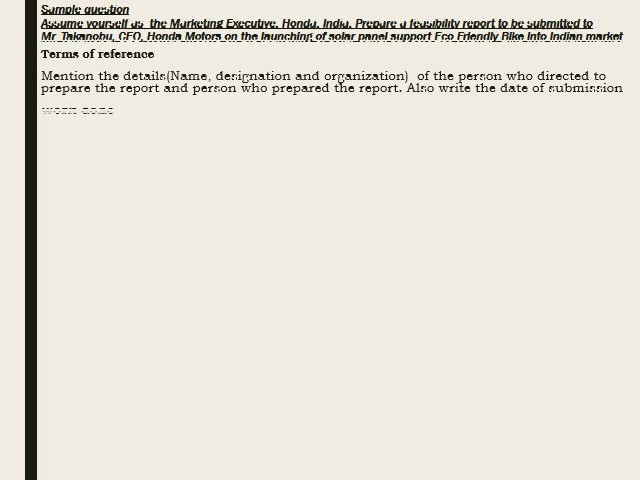 Sample question
Assume yourself as the Marketing Executive, Honda, India. Prepare a feasibility report to be submitted to
Mr Takanobu, CEO, Honda Motors on the launching of solar panel support Eco Friendly Bike into Indian market
Terms of reference
Mention the details(Name, designation and organization) of the person who directed to
prepare the report and person who prepared the report. Also write the date of submission